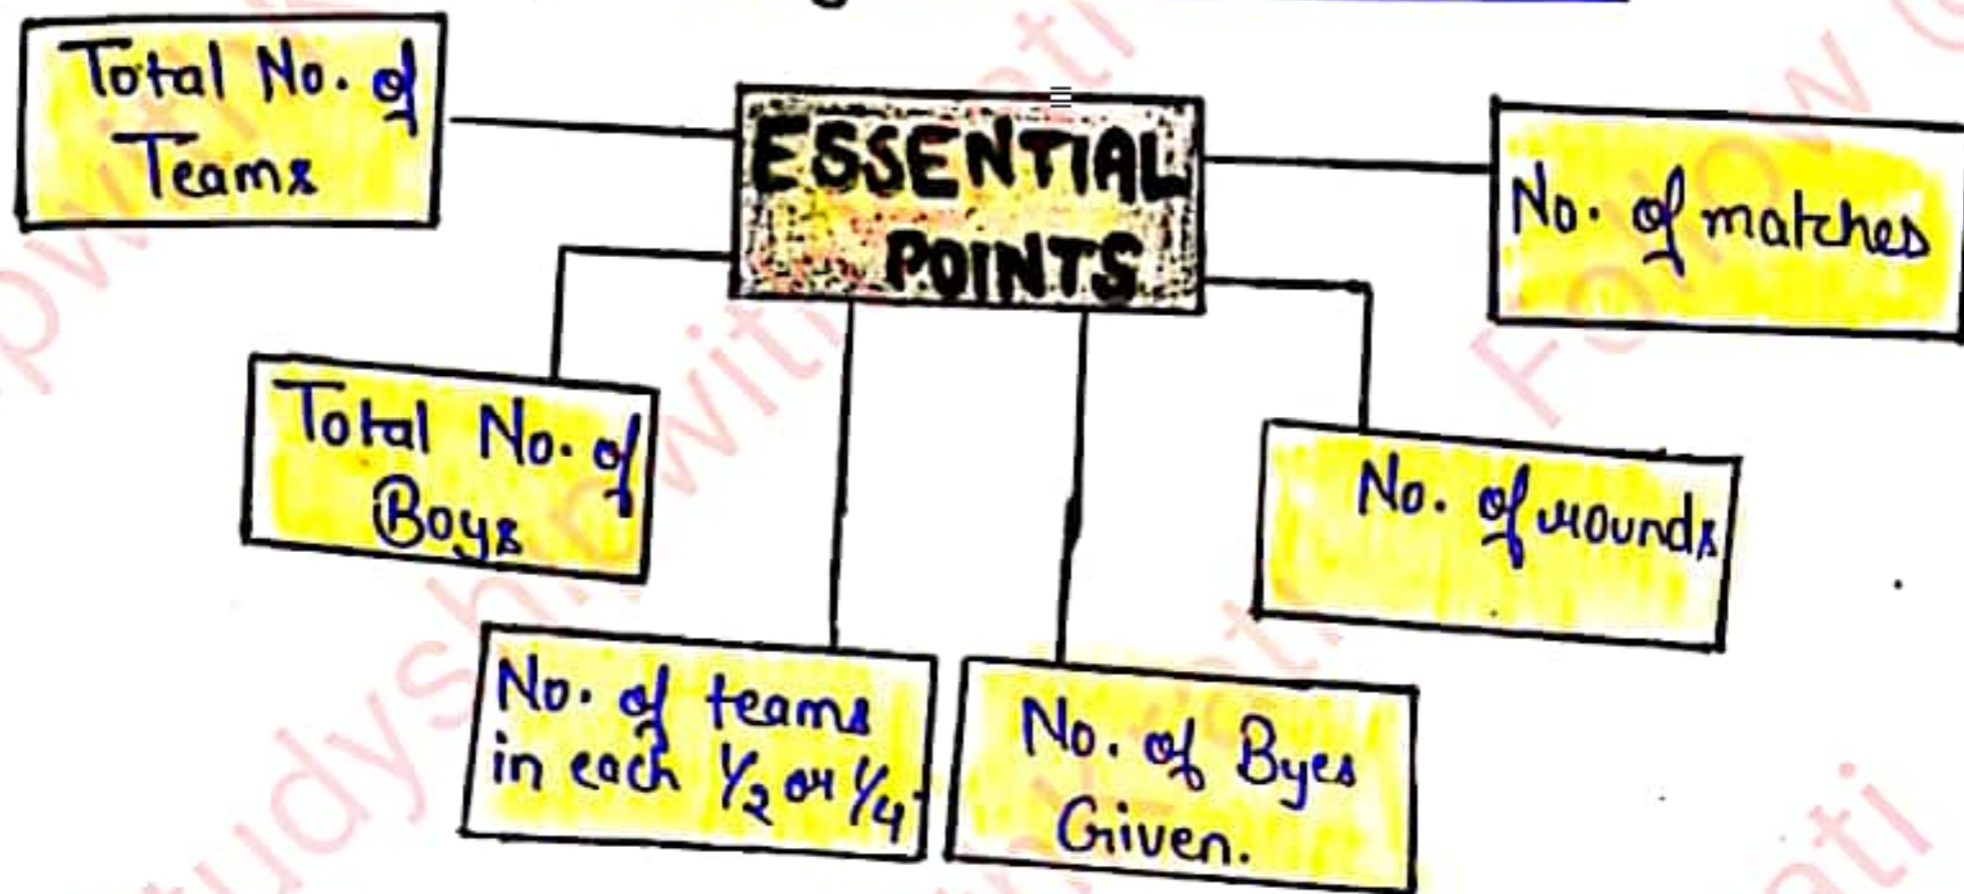 Total No. of
Teams
ESSENTIAL
POINTS
No. of matches
Total No. of
Boys
No. of rounds
No. of teams
in each 1/2 or 1/4.
No. of Byes
Given.
Follow @